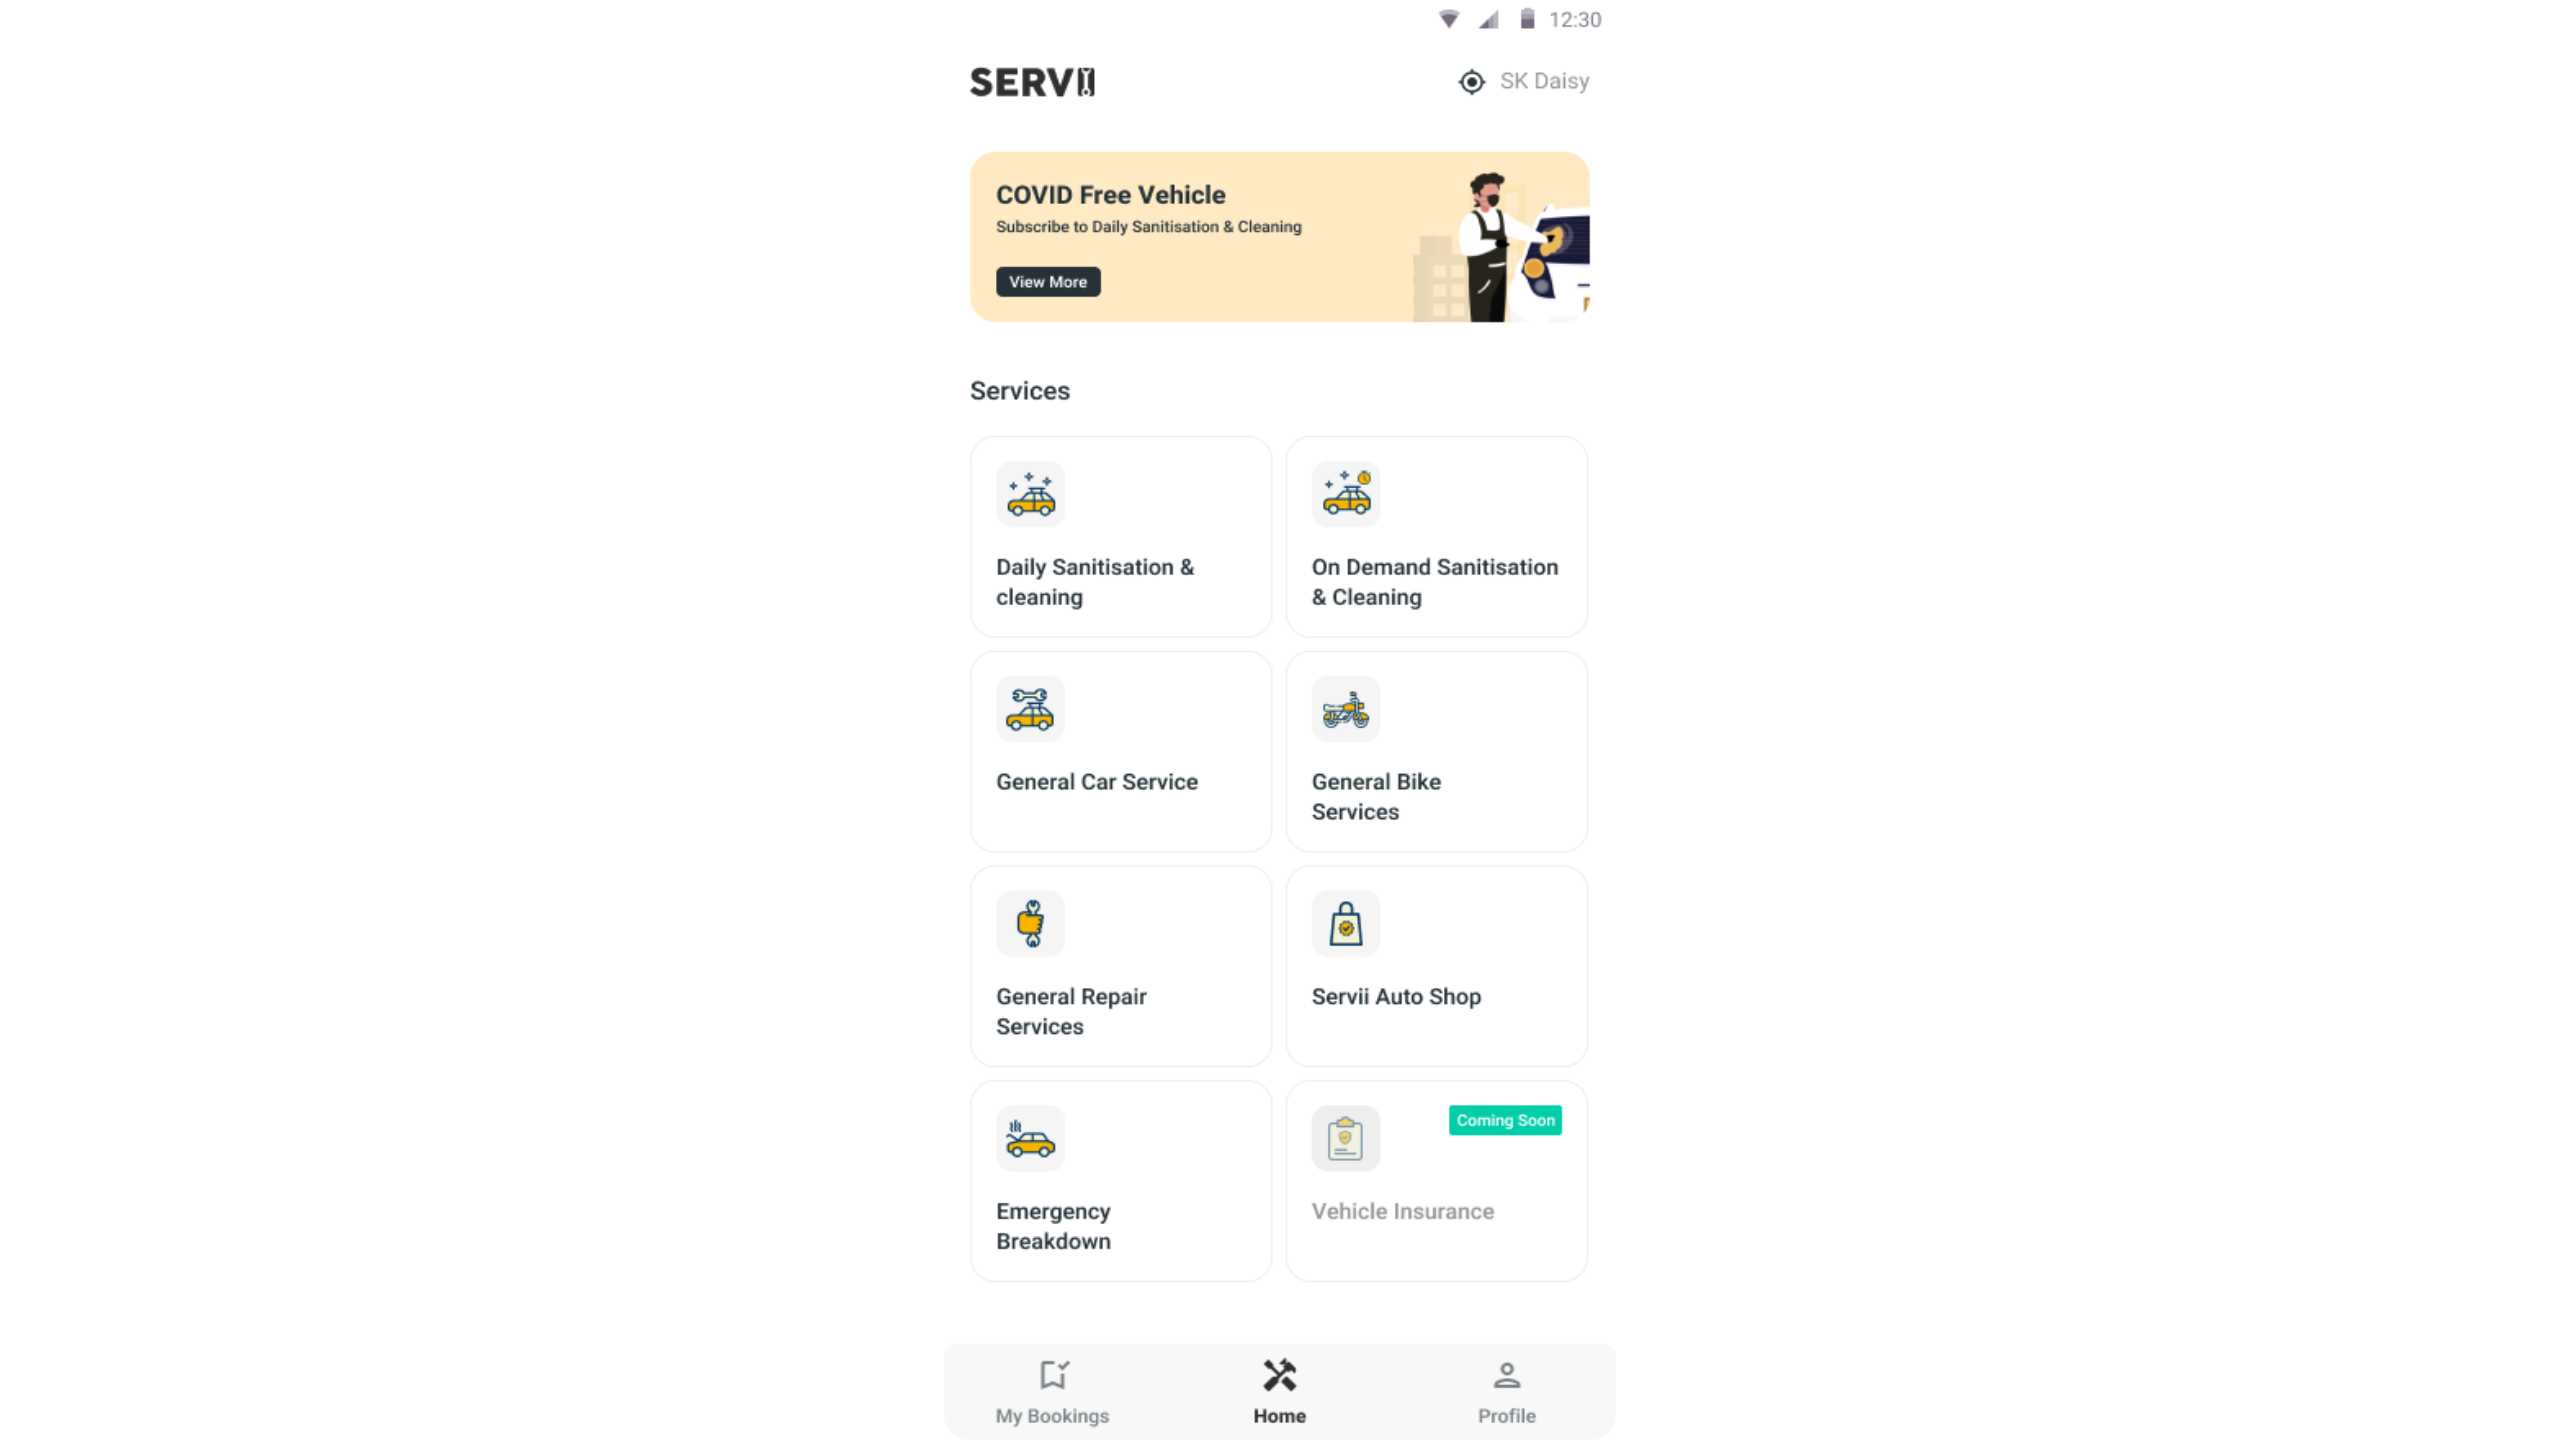 12:30
SERVII
SK Daisy
COVID Free Vehicle
Subscribe to Daily Sanitisation & Cleaning
View More
Services
Daily Sanitisation &
cleaning
On Demand Sanitisation
& Cleaning
General Car Service
General Bike
Services
General Repair
Services
Servii Auto Shop
Emergency
Breakdown
Coming Soon
Vehicle Insurance
My Bookings
Home
Profile